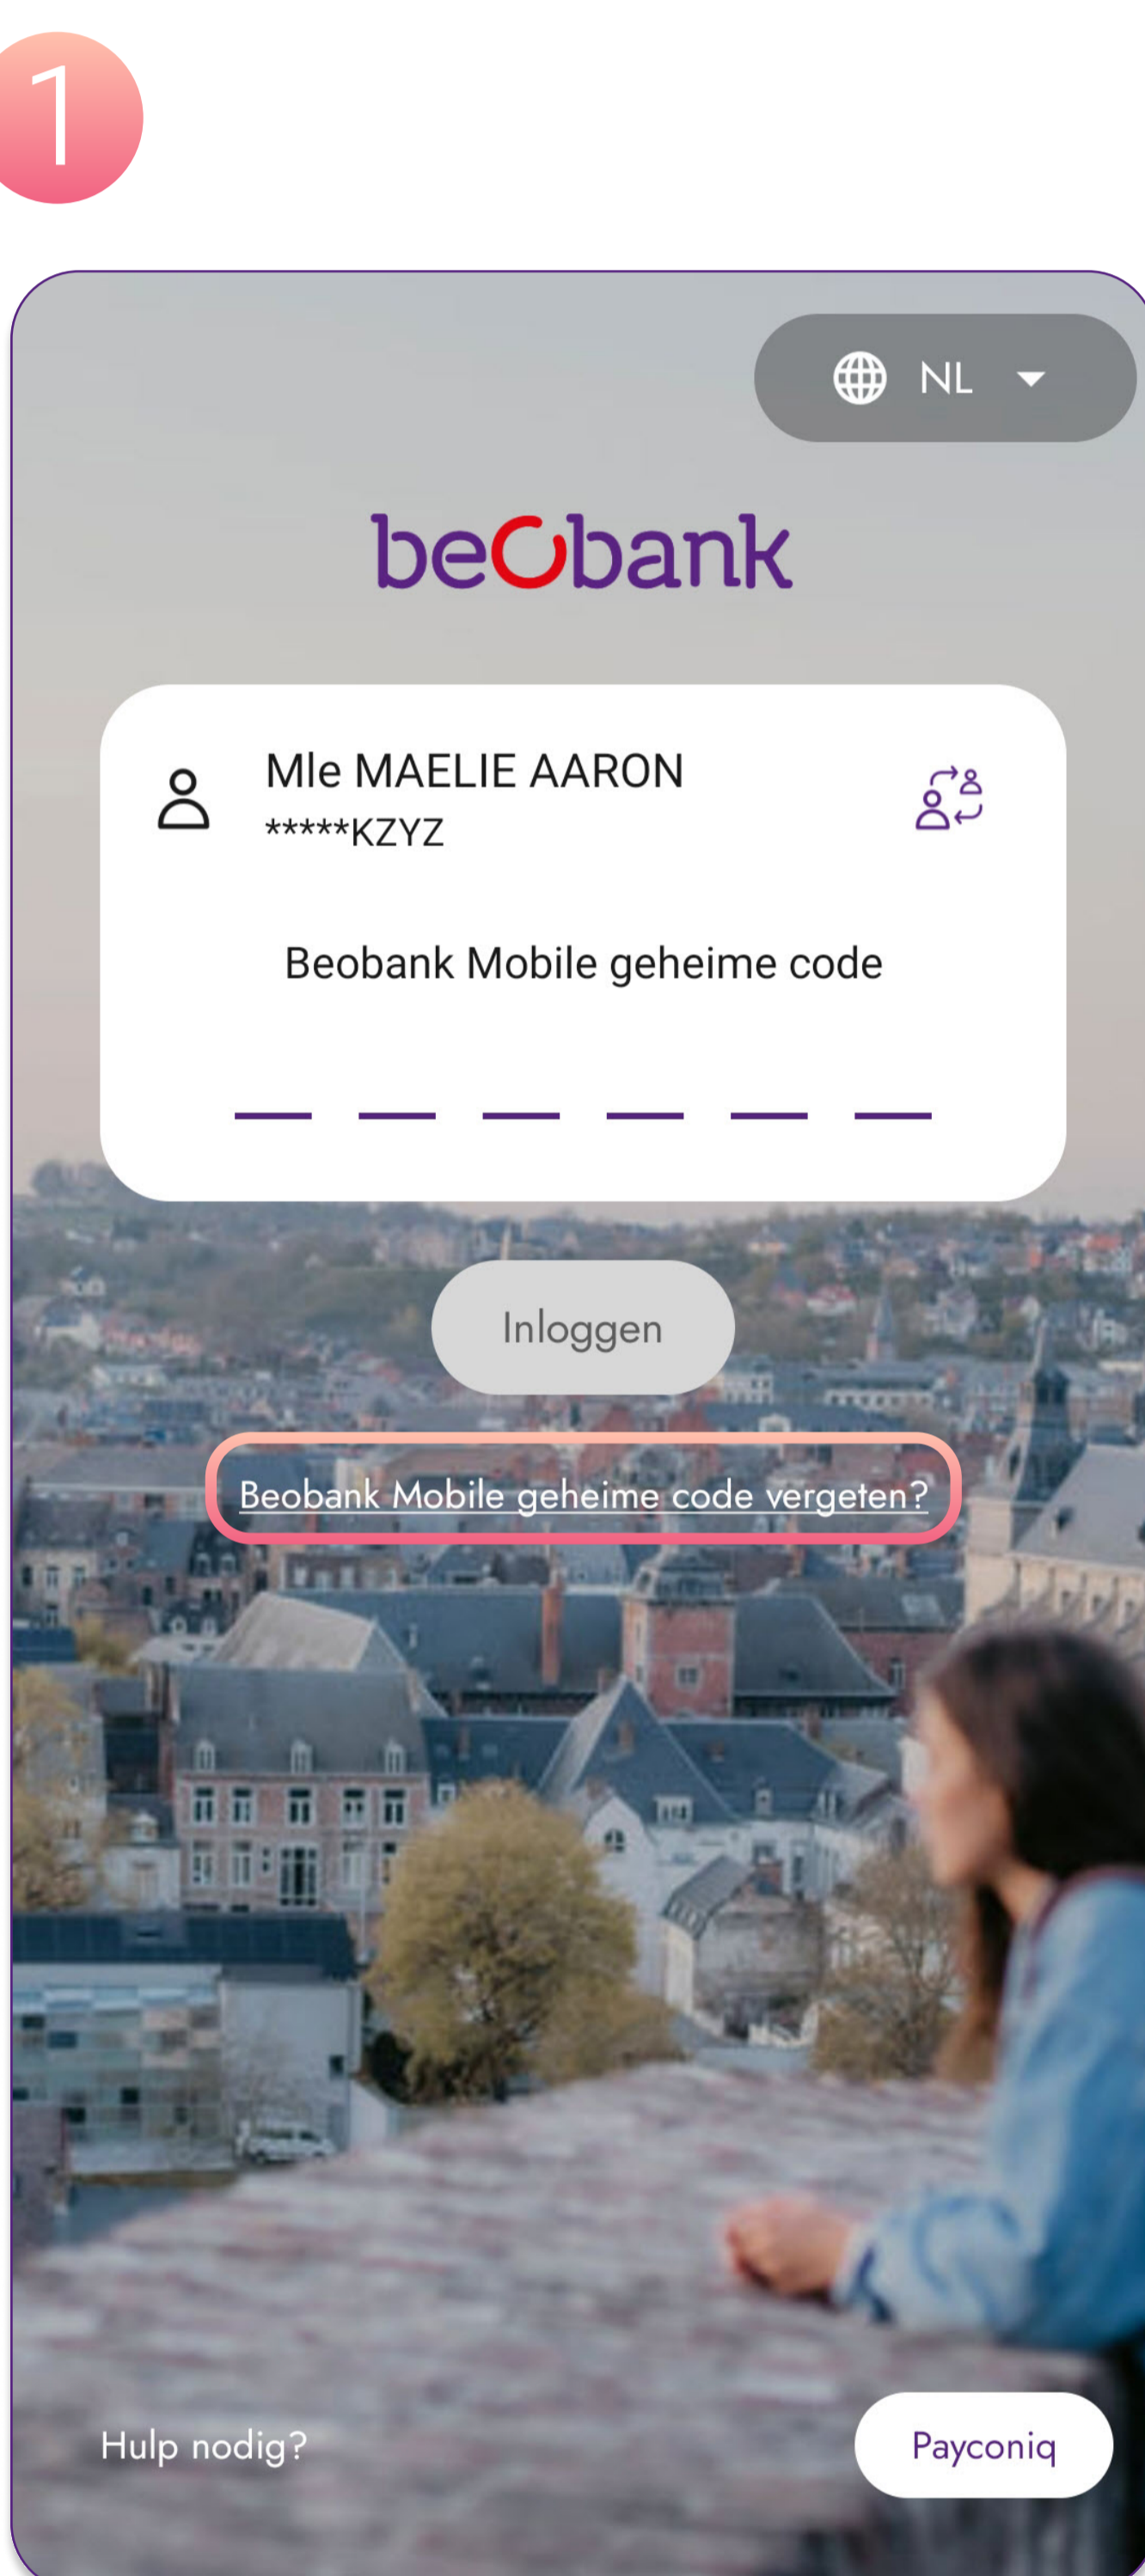 1
NL
beobank
Mle MAELIE AARON
*****KZYZ
Beobank Mobile geheime code
Inloggen
Beobank Mobile geheime code vergeten?
Hulp nodig?
Payconiq